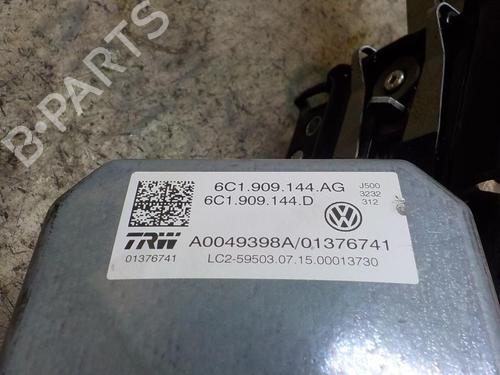 B-PARTS
6C1.909.144.AG
6C1.909.144.D
J500
3232
312
TRW
A0049398A/01376741
01376741
LC2-59503.07.15.00013730